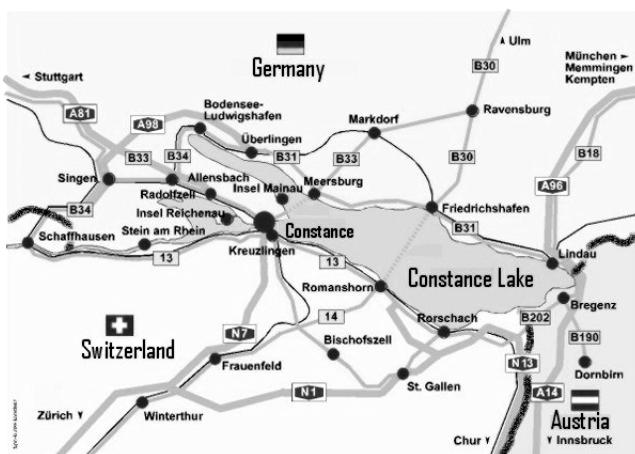 Ulm
Germany
München
Memmingen
Kempten
Stuttgart
B30
A81
A98
Bodensee-
Ludwigshafen
Markdorf
Ravensburg
Überlingen
B18
B33
B34
Allensbach
B31
B33
B30
Singen
Radolfzell
Insel Mainau
Meersburg
A96
B34
Insel Reichenau
Friedrichshafen
Schaffhausen
Stein am Rhein
Constance
B31
Kreuzlingen
13
13
Lindau
Romanshorn
Constance Lake
Bregenz
14
Rorschach
B202
N7
Switzerland
Bischofszell
B190
Frauenfeld
N13
Dornbirn
St. Gallen
N1
A14
Zürich
Winterthur
Austria
Chur
Innsbruck